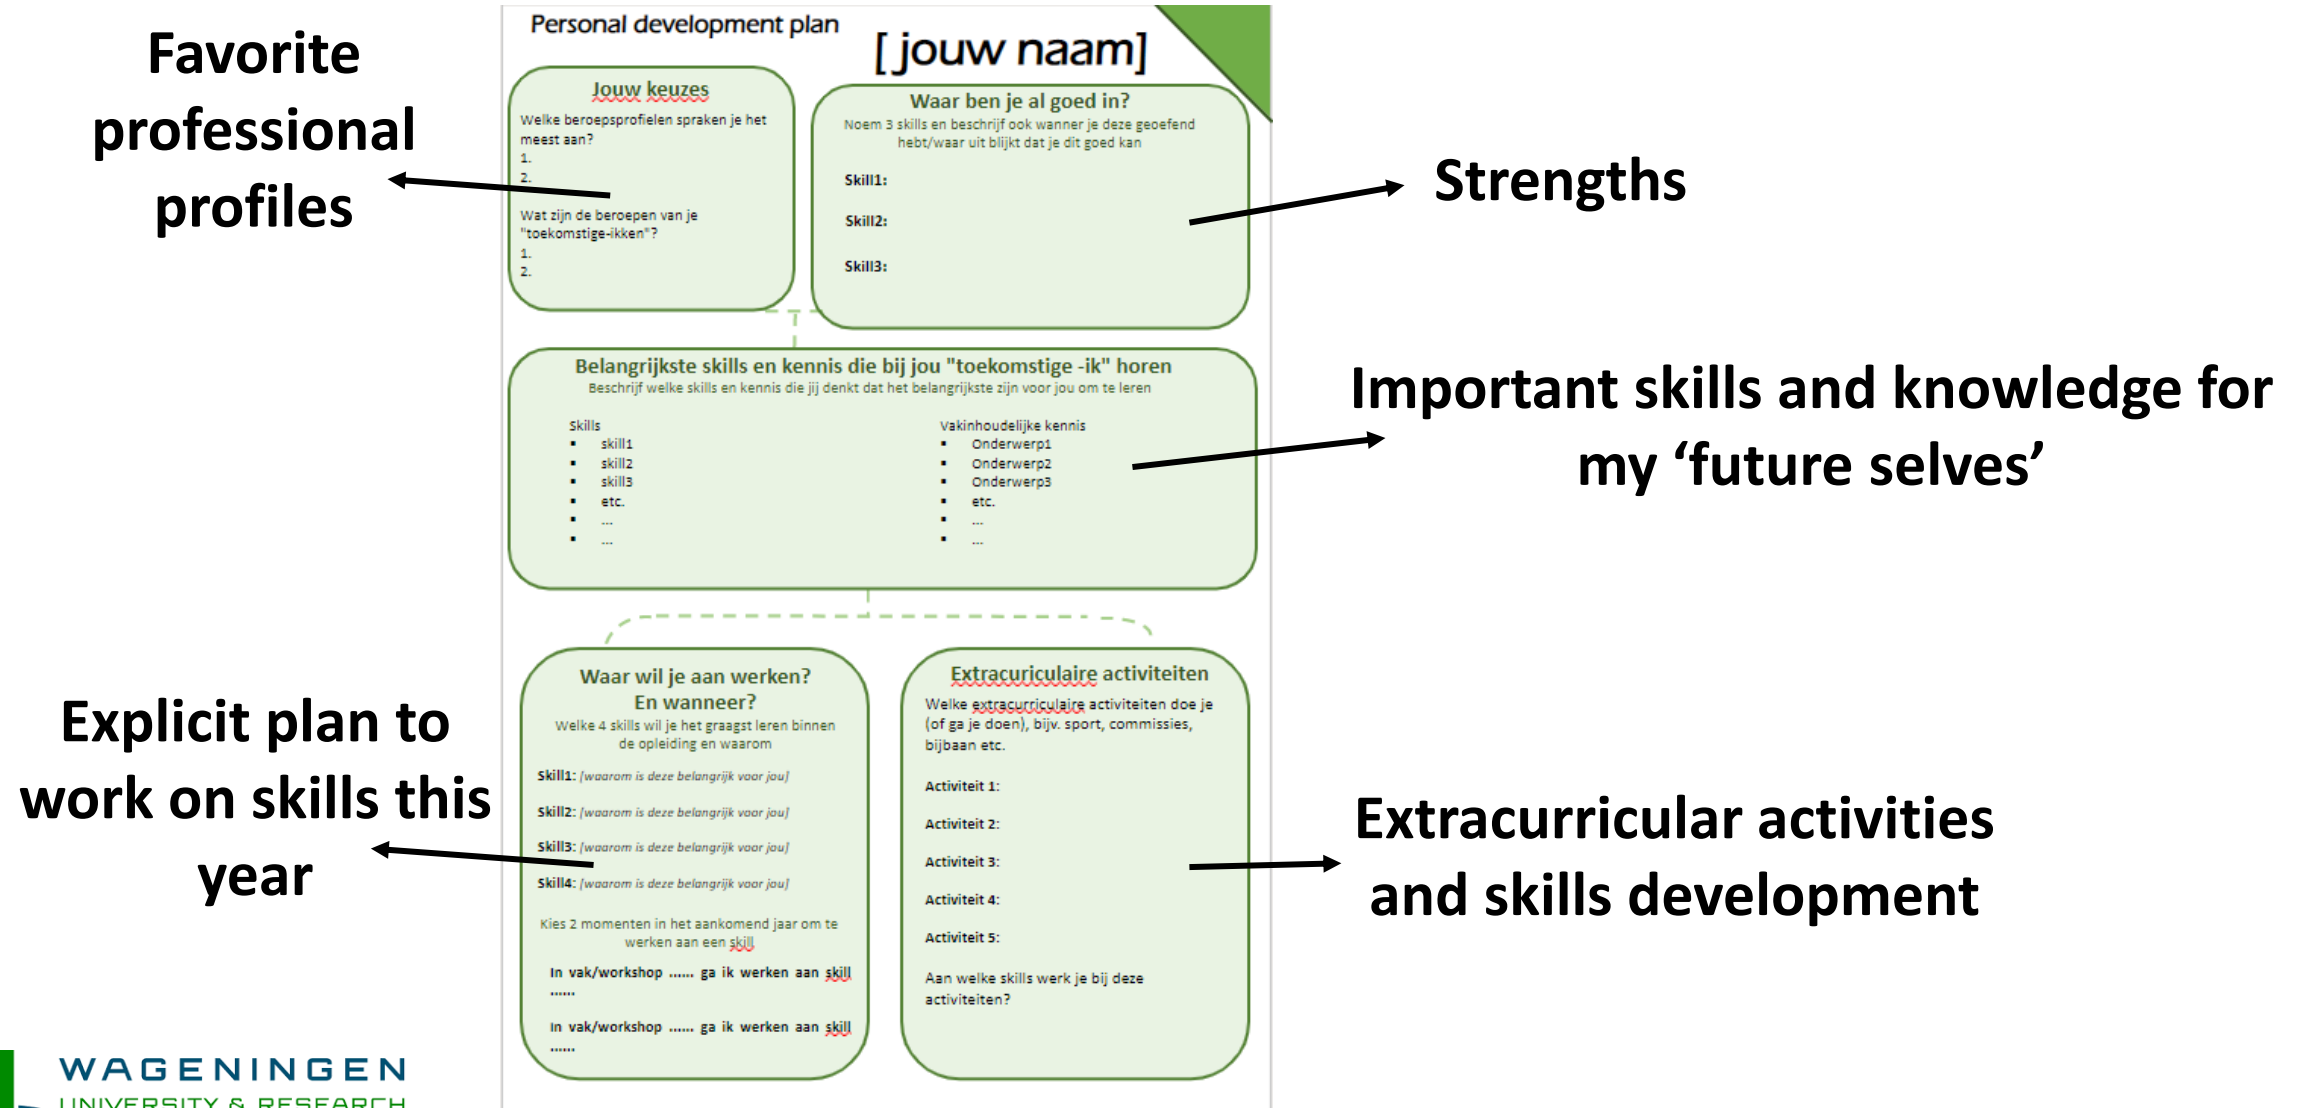 Favorite
professional
profiles
Personal development plan
[ jouw naam]
Jouw keuzes
Welke beroepsprofielen spraken je het
meest aan?
1.
2.
Wat zijn de beroepen van je
"toekomstige-ikken"?
1.
2.
Waar ben je al goed in?
Noem 3 skills en beschrijf ook wanner je deze geoefend
hebt/waar uit blijkt dat je dit goed kan
Skill1:
Skill2:
Skill3:
Strengths
Belangrijkste skills en kennis die bij jou "toekomstige -ik" horen
Beschrijf welke skills en kennis die jij denkt dat het belangrijkste zijn voor jou om te leren
Skills
▪ skill1
▪ skill2
▪ skill3
▪ etc.
▪ ...
▪ ...
Vakinhoudelijke kennis
▪ Onderwerp1
▪ Onderwerp2
▪ Onderwerp3
▪ etc.
▪ ...
▪ ...
Important skills and knowledge for
my ‘future selves’
Explicit plan to
work on skills this
year
Waar wil je aan werken?
En wanneer?
Welke 4 skills wil je het graagst leren binnen
de opleiding en waarom
Skill1: [waarom is deze belangrijk voor jou]
Skill2: [waarom is deze belangrijk voor jou]
Skill3: [waarom is deze belangrijk voor jou]
Skill4: [waarom is deze belangrijk voor jou]
Kies 2 momenten in het aankomend jaar om te
werken aan een skill
In vak/workshop ...... ga ik werken aan skill
......
In vak/workshop ...... ga ik werken aan skill
......
Extracuriculaire activiteiten
Welke extracurriculaire activiteiten doe je
(of ga je doen), bijv. sport, commissies,
bijbaan etc.
Activiteit 1:
Activiteit 2:
Activiteit 3:
Activiteit 4:
Activiteit 5:
Aan welke skills werk je bij deze
activiteiten?
Extracurricular activities
and skills development
WAGENINGEN
UNIVERSITY & RESEARCH